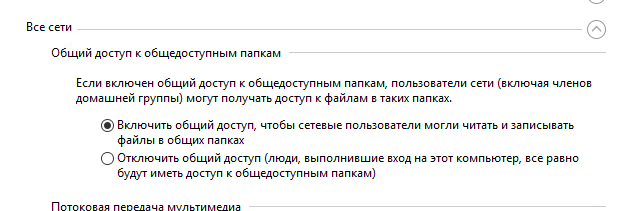 Все сети
Общий доступ к общедоступным папкам
Если включен общий доступ к общедоступным папкам, пользователи сети (включая членов
домашней группы) могут получать доступ к файлам в таких папках.
Включить общий доступ, чтобы сетевые пользователи могли читать и записывать
файлы в общих папках
Отключить общий доступ (люди, выполнившие вход на этот компьютер, все равно
будут иметь доступ к общедоступным папкам)
Потоковая передача мультимедиа